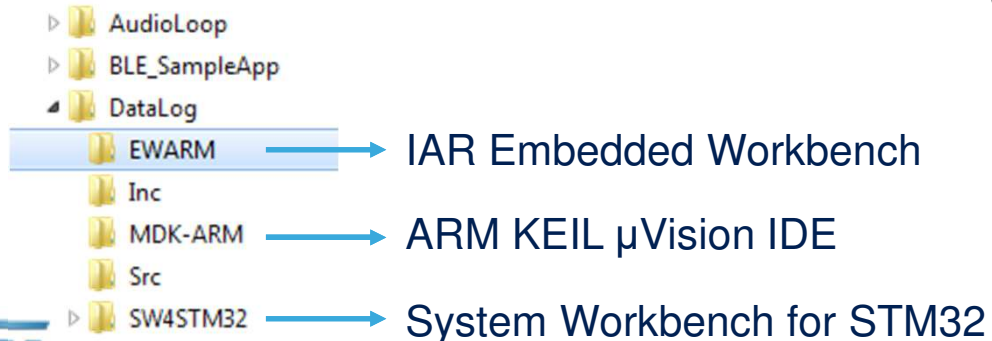 AudioLoop
BLE_SampleApp
DataLog
EWARM IAR Embedded Workbench
Inc
MDK-ARM ARM KEIL µVision IDE
Src
SW4STM32 System Workbench for STM32